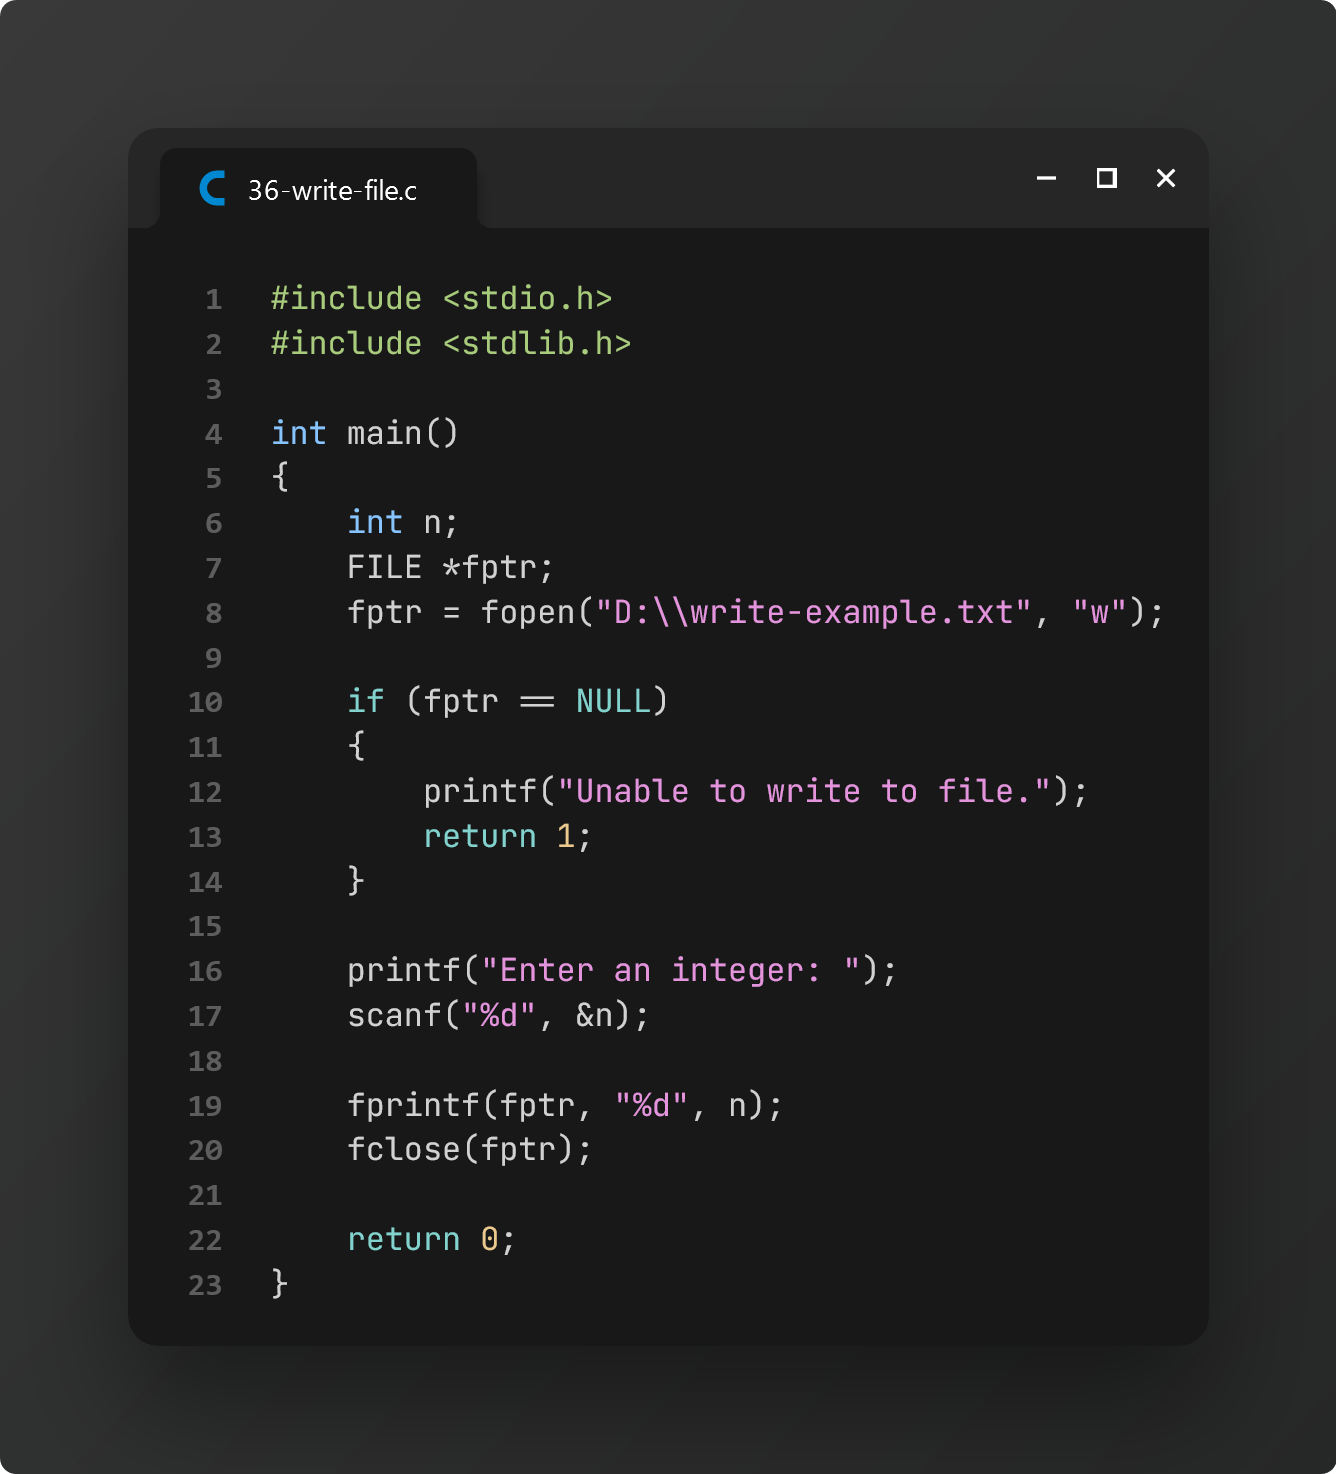 36-write-file.c
1 #include <stdio.h>
2 #include <stdlib.h>
3
4 int main()
5 {
6     int n;
7     FILE *fptr;
8     fptr = fopen("D:\\write-example.txt", "w");
9
10     if (fptr == NULL)
11     {
12         printf("Unable to write to file.");
13         return 1;
14     }
15
16     printf("Enter an integer: ");
17     scanf("%d", &n);
18
19     fprintf(fptr, "%d", n);
20     fclose(fptr);
21
22     return 0;
23 }